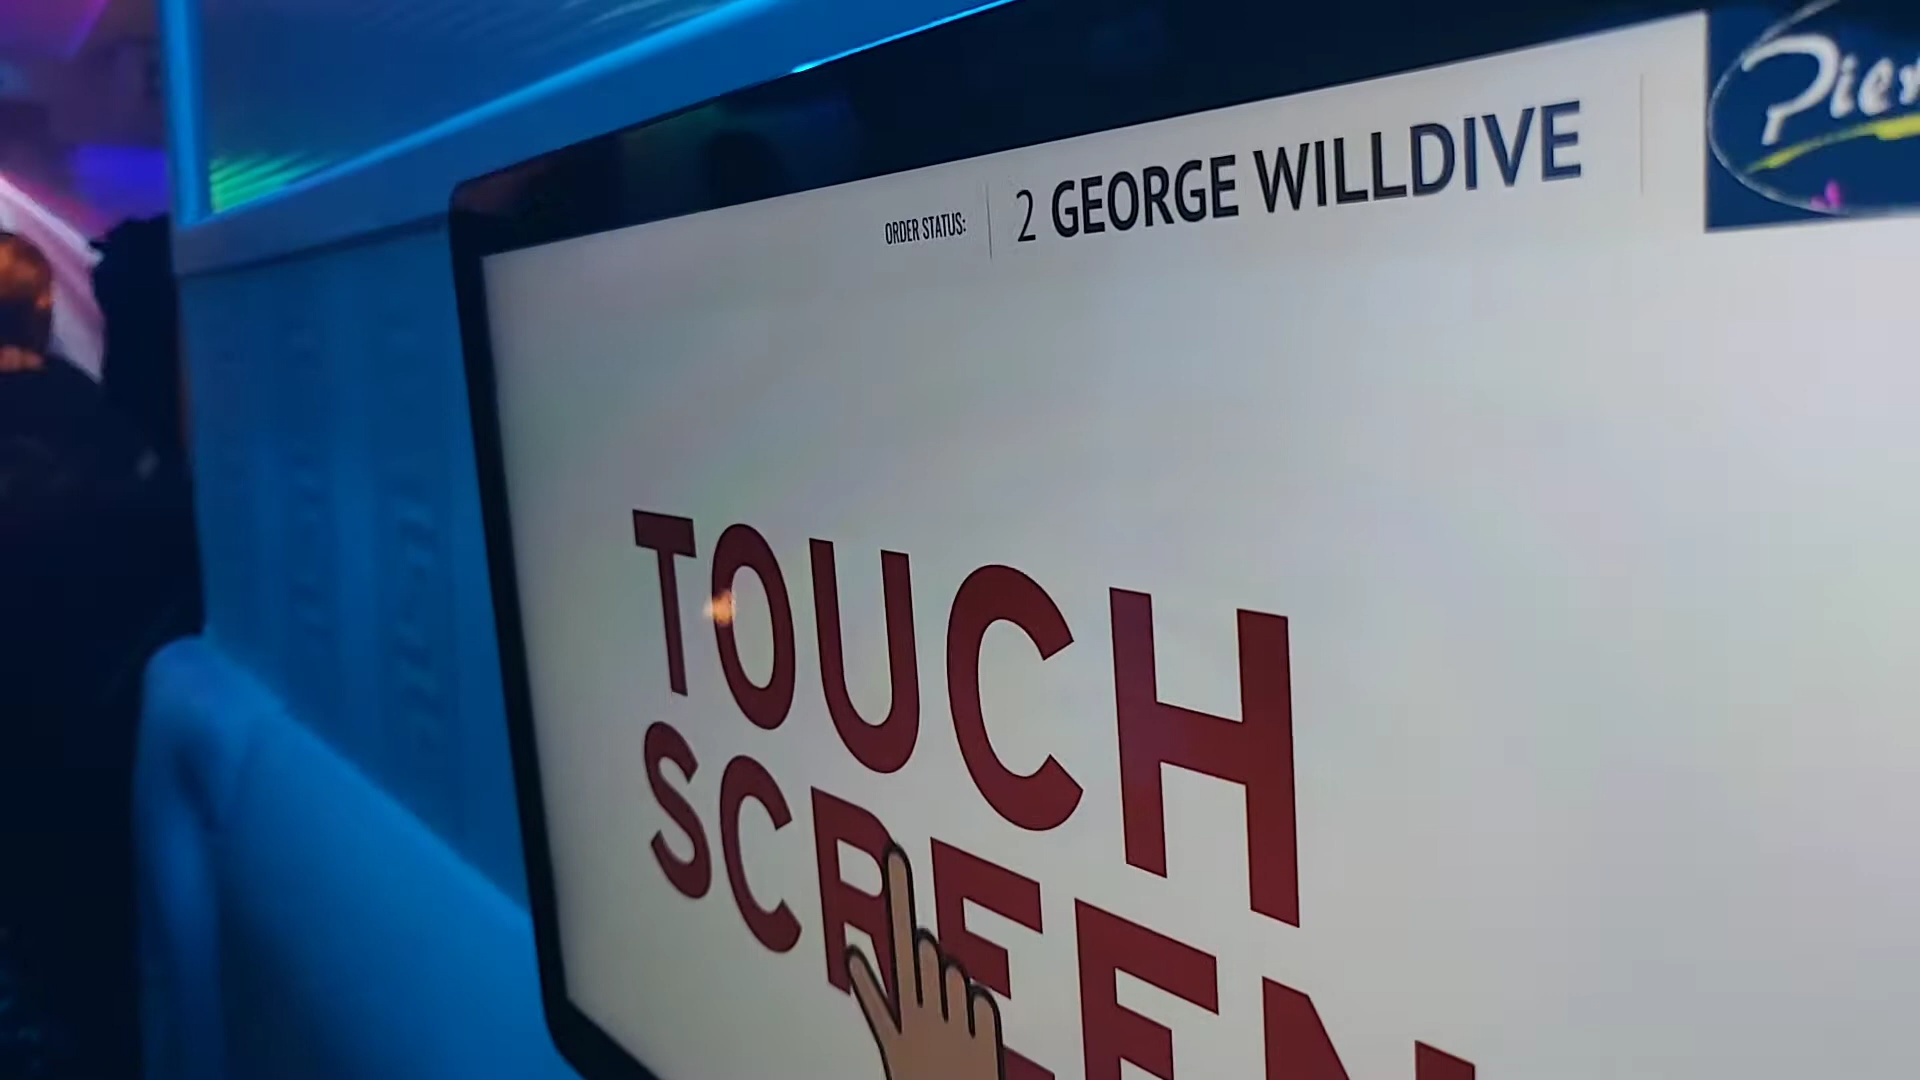 ORDER STATUS: 2 GEORGE WILLDIVE
TOUCH
SCREEN